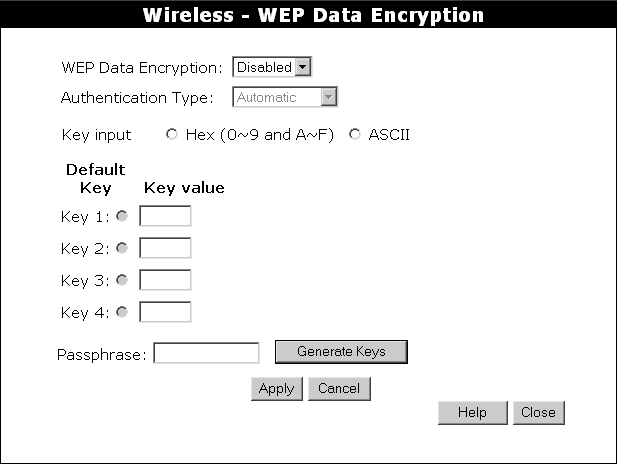 Wireless - WEP Data Encryption
WEP Data Encryption: Disabled
Authentication Type: Automatic
Key input Hex (0~9 and A~F) ASCII
Default
Key Key value
Key 1:
Key 2:
Key 3:
Key 4:
Passphrase: Generate Keys
Apply Cancel
Help Close